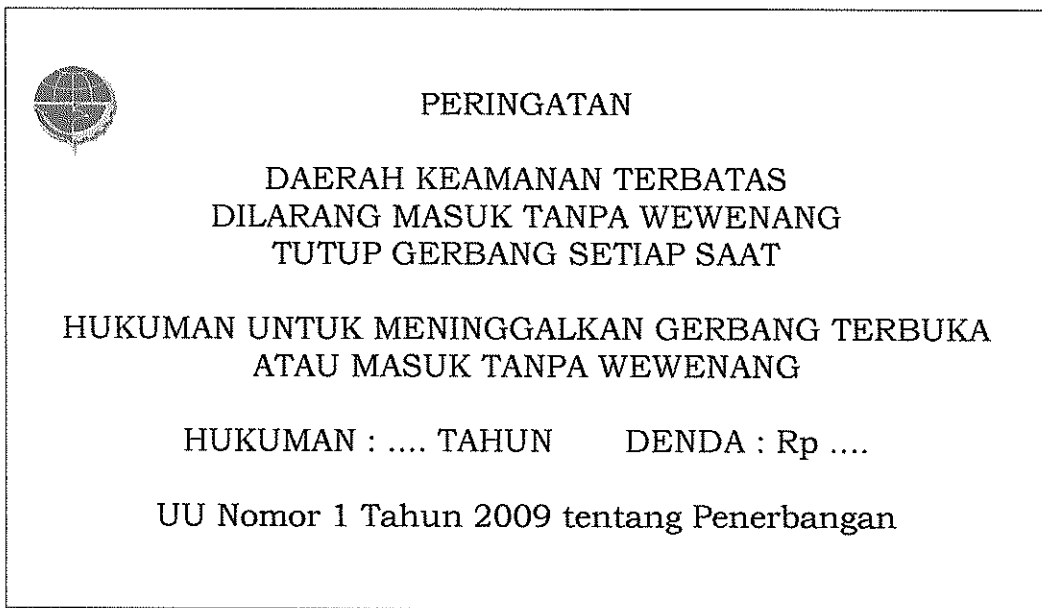 PERINGATAN
DAERAH KEAMANAN TERBATAS
DILARANG MASUK TANPA WEWENANG
TUTUP GERBANG SETIAP SAAT
HUKUMAN UNTUK MENINGGALKAN GERBANG TERBUKA
ATAU MASUK TANPA WEWENANG
HUKUMAN : .... TAHUN DENDA : Rp ....
UU Nomor 1 Tahun 2009 tentang Penerbangan